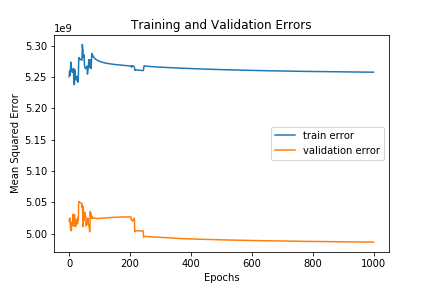 Training and Validation Errors
1e9
5.30
5.25
5.20
5.15
5.10
5.05
5.00
Mean Squared Error
train error
validation error
0
200
400
600
800
1000
Epochs